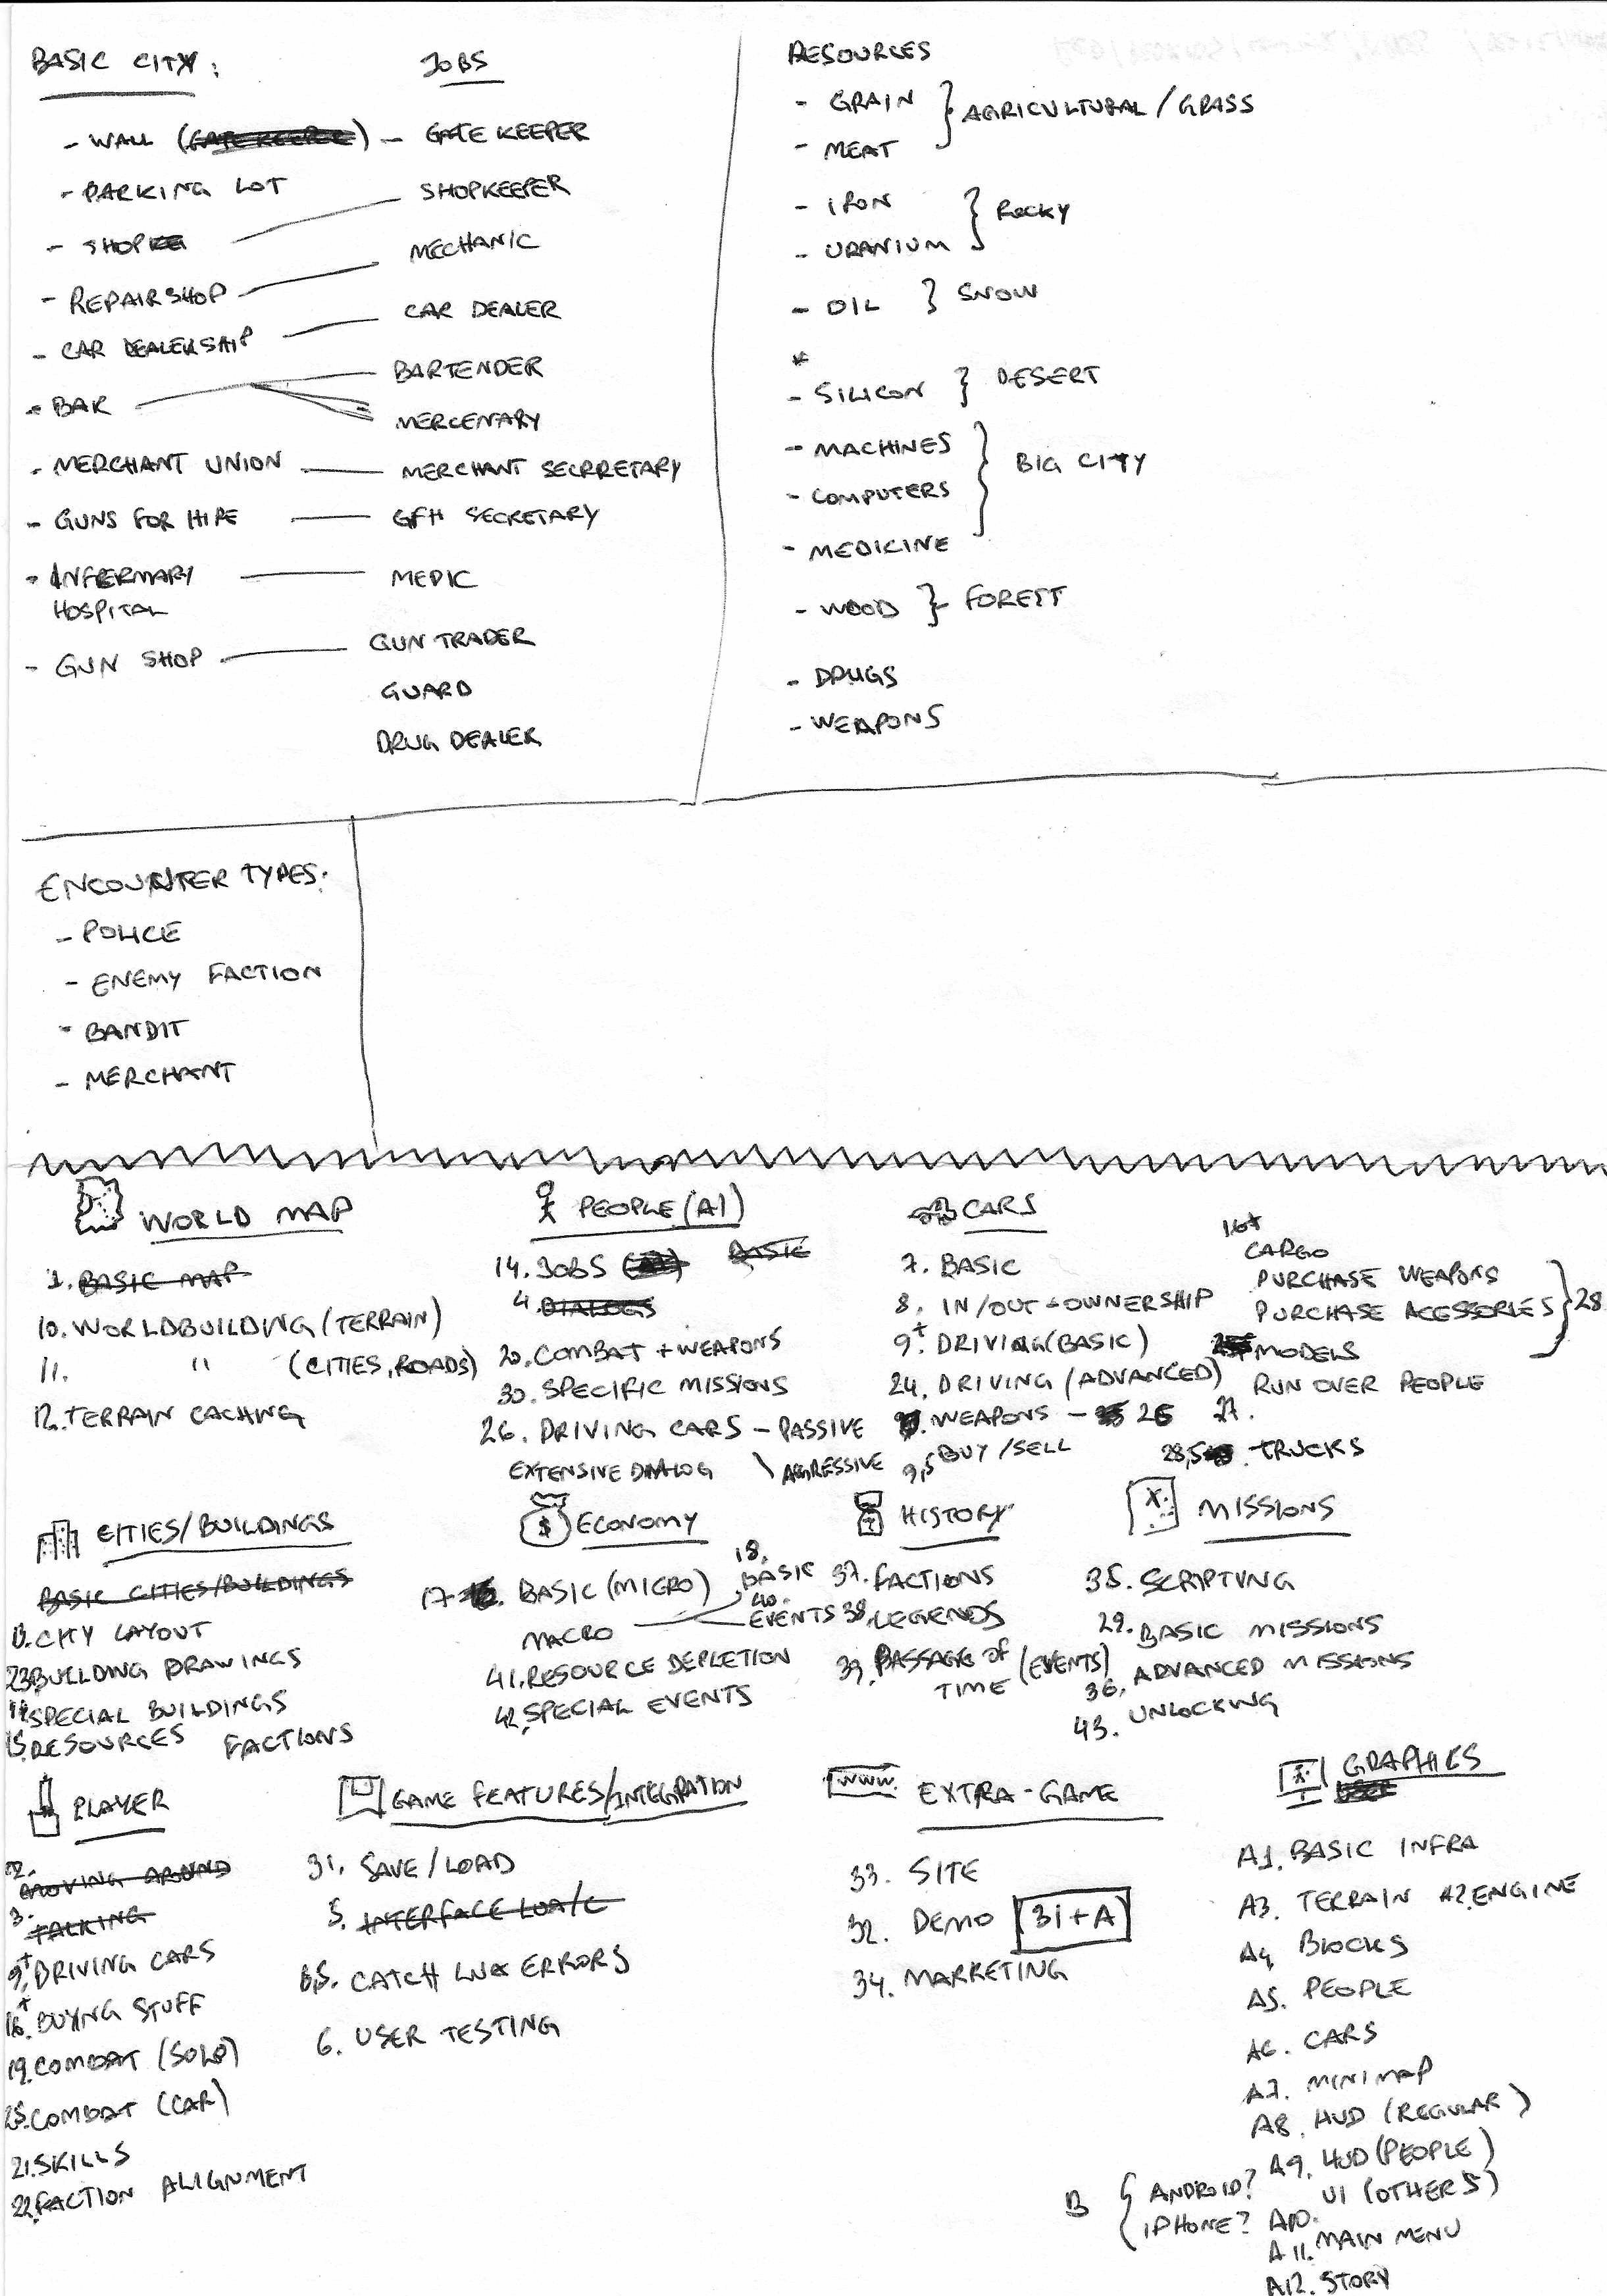 BASIC CITY:
- WALL (GATE KEEPER) -
- PARKING LOT
- SHOP
- REPAIRSHOP
- CAR DEALERSHIP
- BAR
- MERCHANT UNION
- GUNS FOR HIRE
- INFERMARY
HOSPITAL
- GUN SHOP
JOBS
GATE KEEPER
SHOPKEEPER
MECHANIC
CAR DEALER
BARTENDER
MERCENARY
MERCHANT SECRRETARY
GFH SECRETARY
MEDIC
GUN TRADER
GUARD
DRUG DEALER
RESOURCES
- GRAIN } AGRICULTURAL / GRASS
- MEAT
- IRON } ROCKY
- URANIUM
- OIL } SNOW
*
- SILICON } DESERT
- MACHINES } BIG CITY
- COMPUTERS
- MEDICINE
- WOOD } FOREST
- DRUGS
- WEAPONS
ENCOUNTER TYPES:
- POLICE
- ENEMY FACTION
- BANDIT
- MERCHANT
WORLD MAP
1. BASIC MAP
10. WORLDBUILDING (TERRAIN)
11. " (CITIES, ROADS)
12. TERRAIN CACHING
PEOPLE (AI)
14. JOBS BASIC
4. DIALOGS
20. COMBAT + WEAPONS
30. SPECIFIC MISSIONS
26. DRIVING CARS - PASSIVE
\ AGGRESSIVE
EXTENSIVE DIALOG
CARS
7. BASIC
8. IN/OUT + OWNERSHIP
9+ DRIVING (BASIC)
24. DRIVING (ADVANCED)
WEAPONS - 26
9,5 BUY/SELL
16+
CARGO
PURCHASE WEAPONS
PURCHASE ACESSORIES } 28
MODELS
RUN OVER PEOPLE
27.
28,5 . TRUCKS
CITIES/BUILDINGS
BASIC CITIES/BUILDINGS
13. CITY LAYOUT
23. BUILDING DRAWINGS
SPECIAL BUILDINGS
15. RESOURCES FACTIONS
$ ECONOMY
17 . BASIC (MICRO)
MACRO
18.
BASIC
40.
EVENTS
41. RESOURCE DEPLETION
42. SPECIAL EVENTS
HISTORY
37. FACTIONS
38. LEGENDS
39. PASSAGE OF TIME (EVENTS)
X MISSIONS
35. SCRIPTING
29. BASIC MISSIONS
36. ADVANCED MISSIONS
43. UNLOCKING
PLAYER
MOVING AROUND
3. TALKING
9+. DRIVING CARS
16+. BUYING STUFF
19. COMBAT (SOLO)
25. COMBAT (CAR)
21. SKILLS
22. FACTION ALIGNMENT
GAME FEATURES/INTEGRATION
31. SAVE/LOAD
5. INTERFACE LUA/C
CATCH LUA ERRORS
6. USER TESTING
WWW. EXTRA-GAME
33. SITE
32. DEMO 31+A
34. MARKETING
GRAPHICS
A1. BASIC INFRA
A3. TERRAIN A2. ENGINE
A4. BLOCKS
A5. PEOPLE
A6. CARS
A7. MINIMAP
A8. HUD (REGULAR)
A9. HUD (PEOPLE)
UI (OTHERS)
A10.
A11. MAIN MENU
A12. STORY
B { ANDROID?
IPHONE?